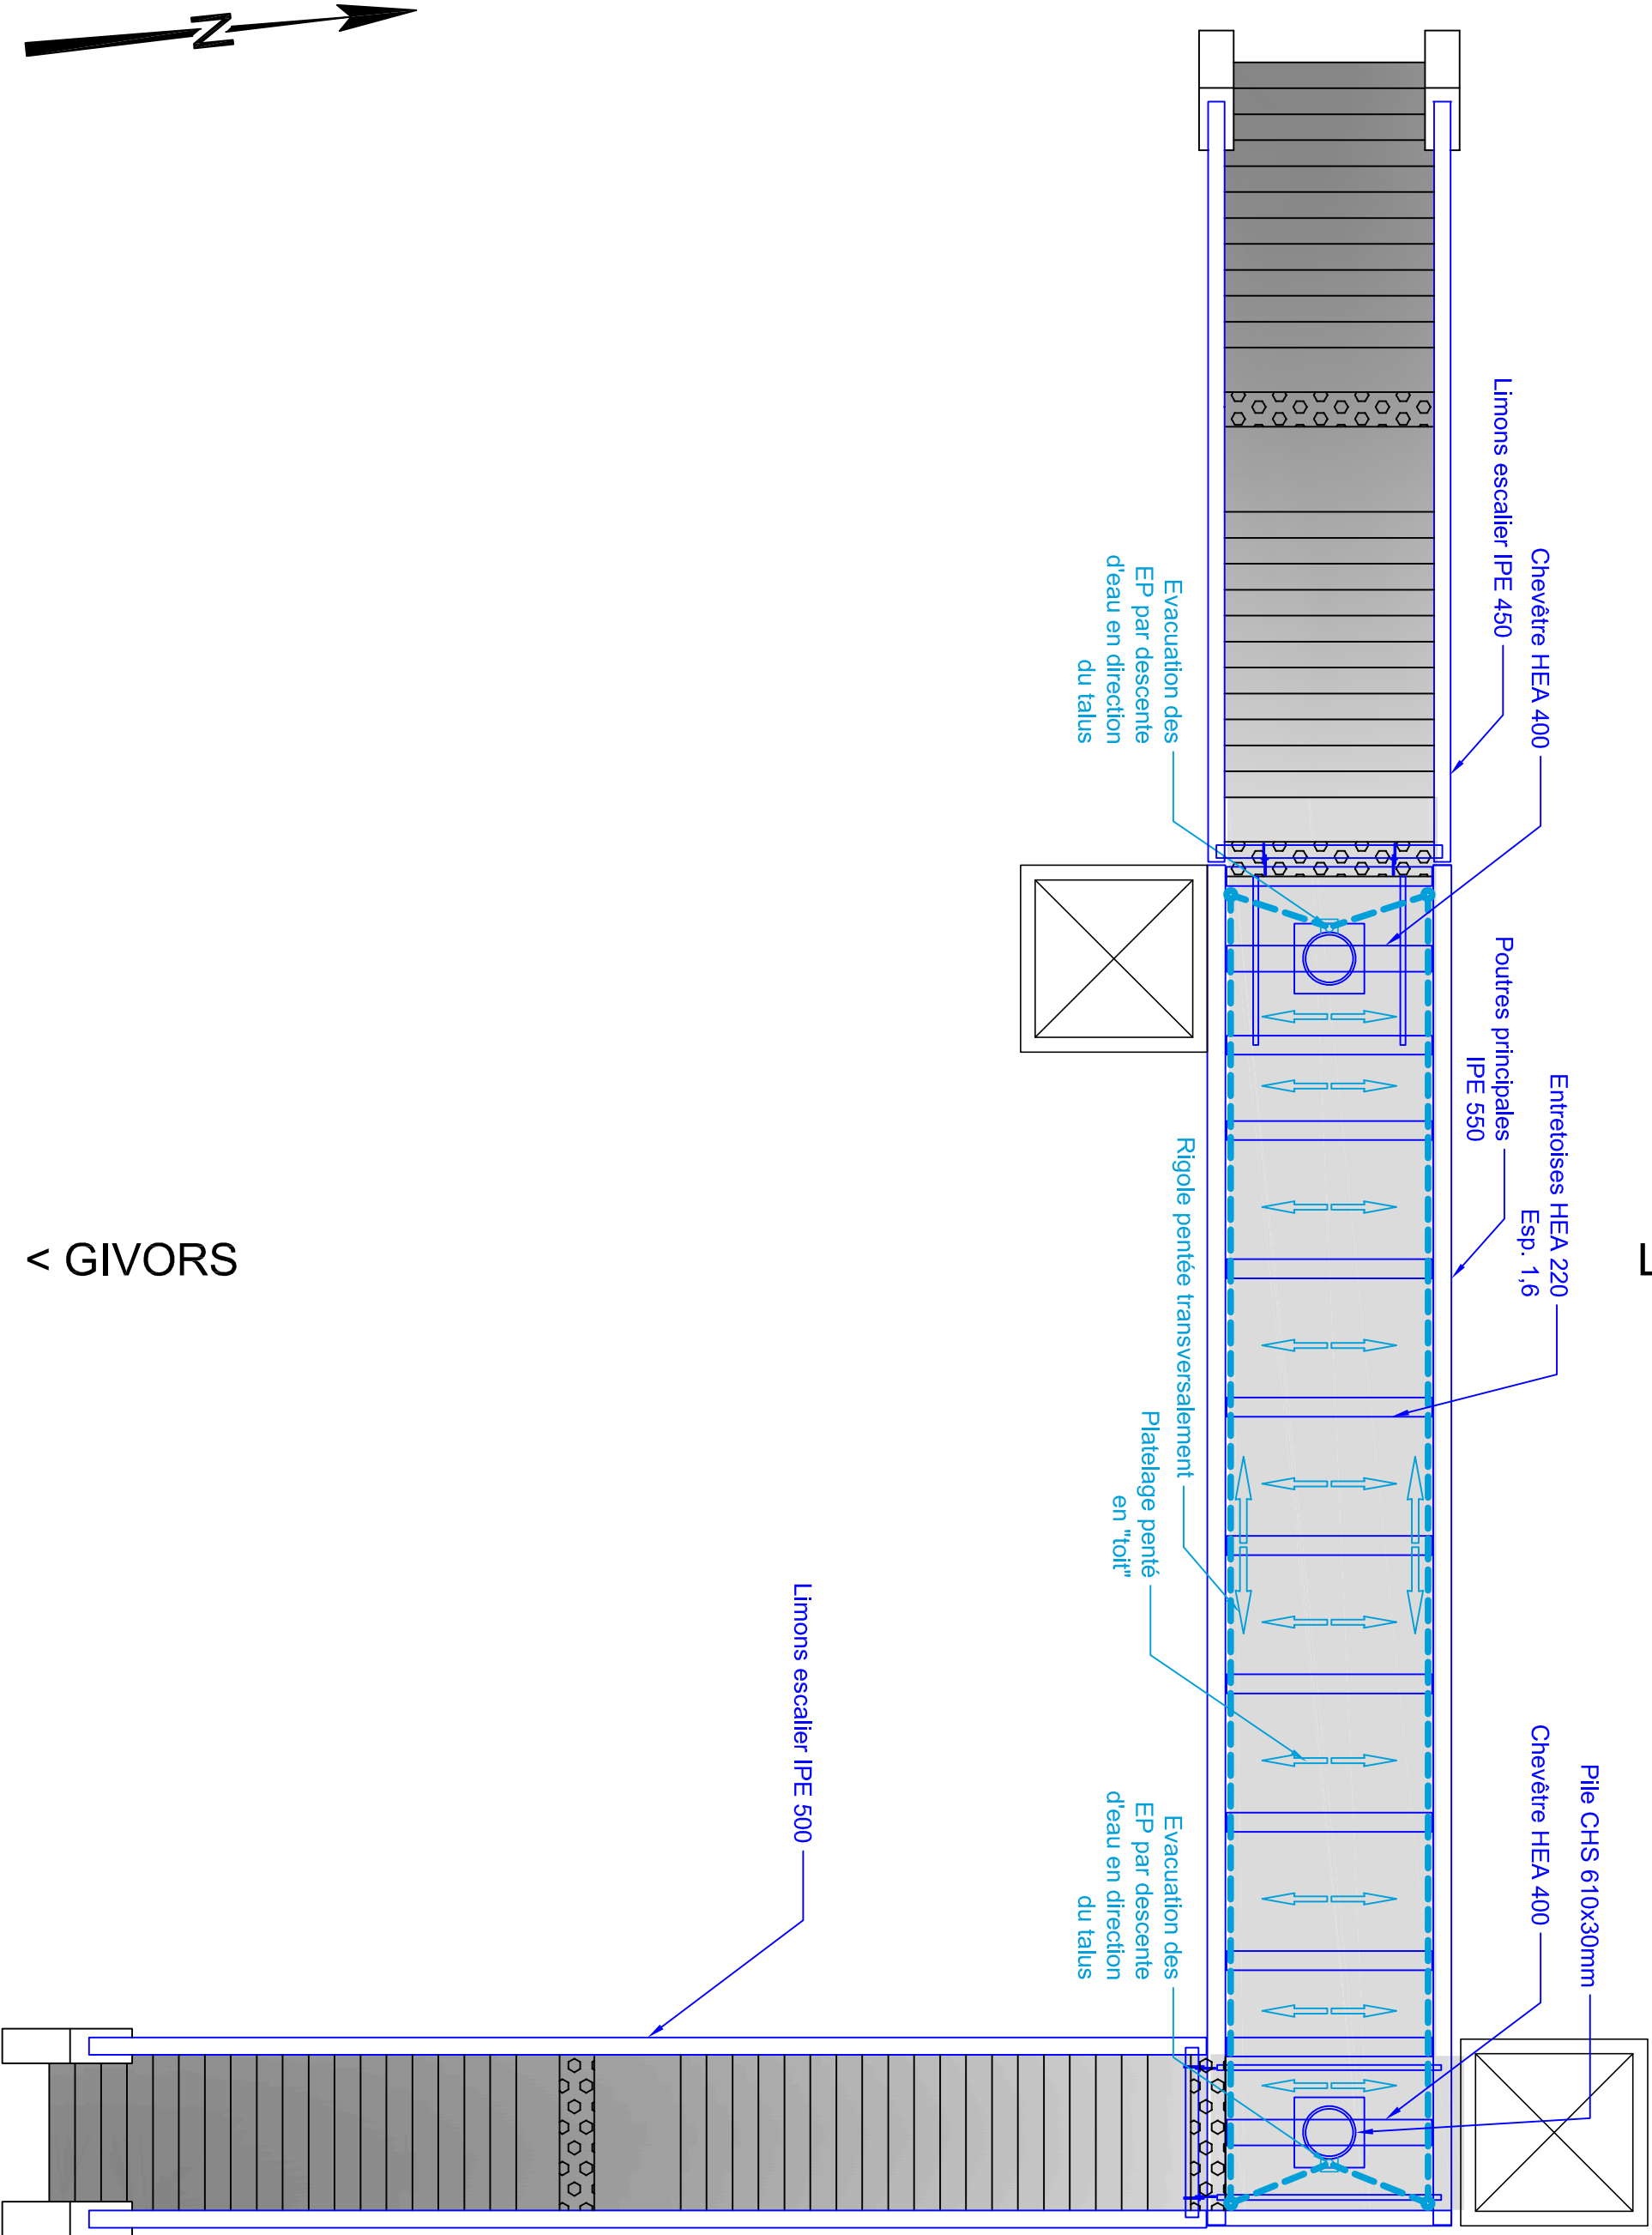 N
Limons escalier IPE 450
Chevêtre HEA 400
Evacuation des
EP par descente
d'eau en direction
du talus
Poutres principales
IPE 550
Entretoises HEA 220
Esp. 1,6
Rigole pentée transversalement
< GIVORS
L
Platelage penté
en "toit"
Limons escalier IPE 500
Chevêtre HEA 400
Pile CHS 610x30mm
Evacuation des
EP par descente
d'eau en direction
du talus